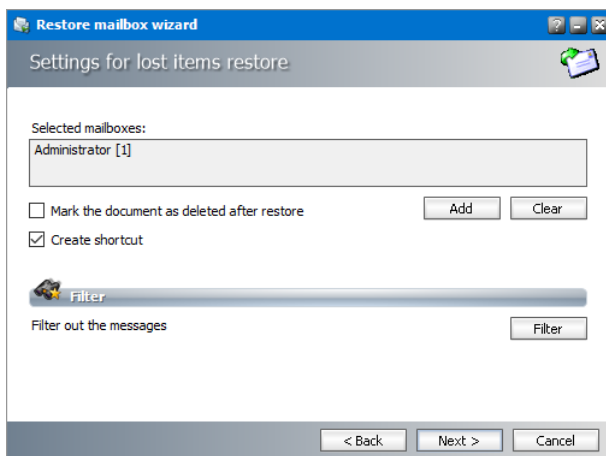 Restore mailbox wizard
Settings for lost items restore
Selected mailboxes:
Administrator [1]
Mark the document as deleted after restore
Add
Clear
Create shortcut
Filter
Filter out the messages
Filter
< Back
Next >
Cancel